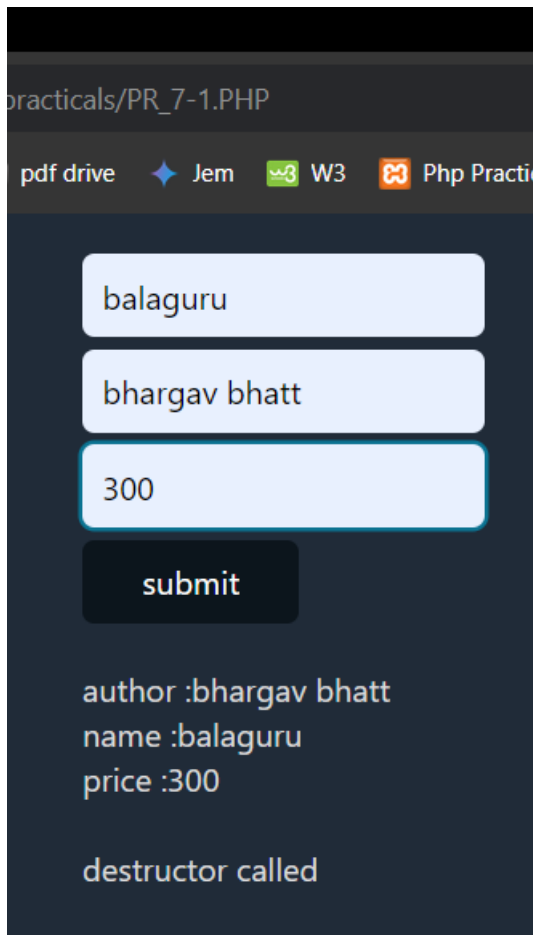 practicals/PR_7-1.PHP
pdf drive Jem W3 Php Practi
balaguru
bhargav bhatt
300
submit
author :bhargav bhatt
name :balaguru
price :300
destructor called